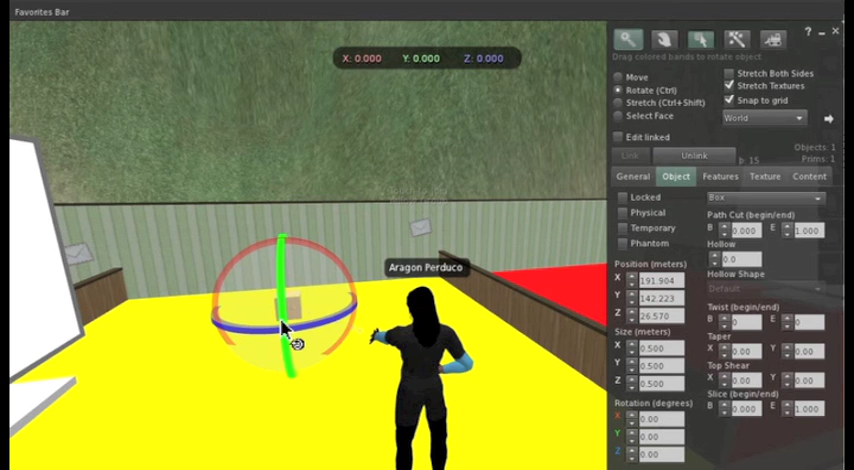 Favorites Bar
X: 0.000 Y: 0.000 Z: 0.000
Drag colored bands to rotate object
Move
Rotate (Ctrl)
Stretch (Ctrl+Shift)
Select Face
Edit linked
Stretch Both Sides
Stretch Textures
Snap to grid
World
Objects: 1
Prims: 1
Link Unlink
15
General Object Features Texture Content
Locked
Physical
Temporary
Phantom
Position (meters)
X 191.904
Y 142.223
Z 26.570
Size (meters)
X 0.500
Y 0.500
Z 0.500
Rotation (degrees)
X 0.00
Y 0.00
Z 0.00
Box
Path Cut (begin/end)
B 0.000 E 1.000
Hollow
0.0
Hollow Shape
Default
Twist (begin/end)
B 0 E 0
Taper
X 0.00 Y 0.00
Top Shear
X 0.00 Y 0.00
Slice (begin/end)
B 0.000 E 1.000
Aragon Perduco